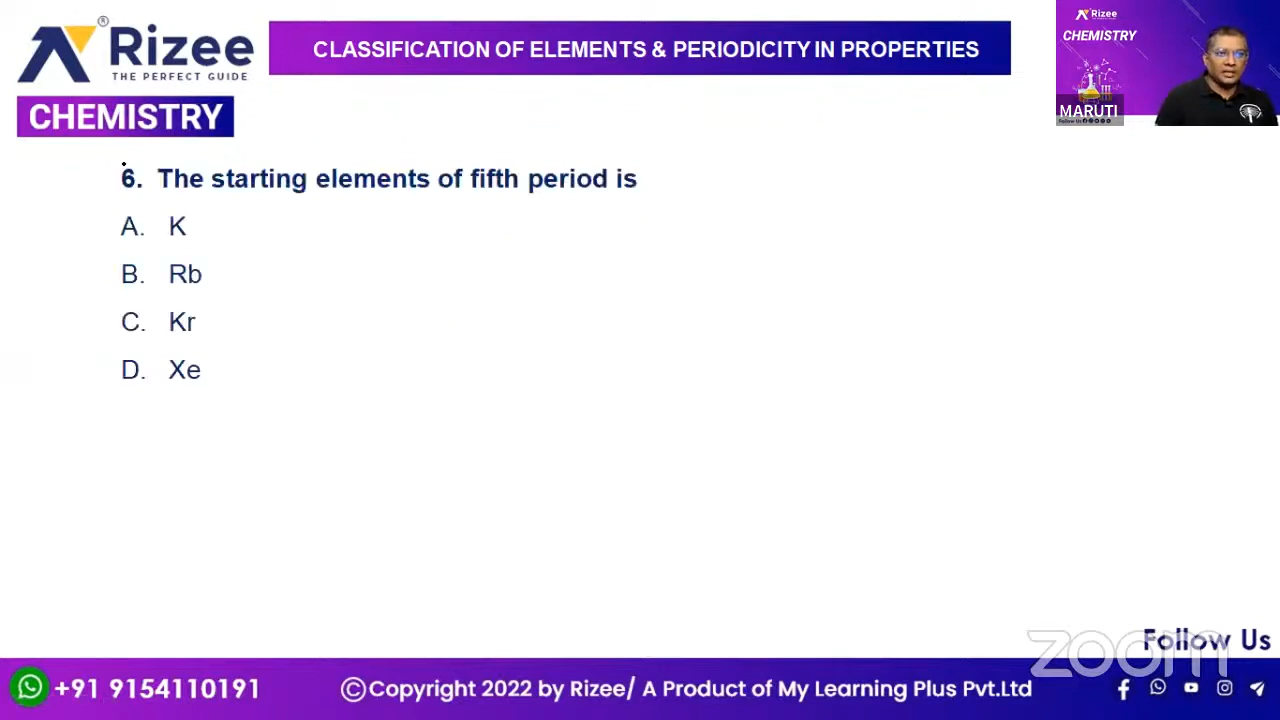 Rizee®
THE PERFECT GUIDE
CLASSIFICATION OF ELEMENTS & PERIODICITY IN PROPERTIES
Rizee
CHEMISTRY
MARUTI
CHEMISTRY
6. The starting elements of fifth period is
A. K
B. Rb
C. Kr
D. Xe
Follow Us
zoom
+91 9154110191
©Copyright 2022 by Rizee/ A Product of My Learning Plus Pvt.Ltd